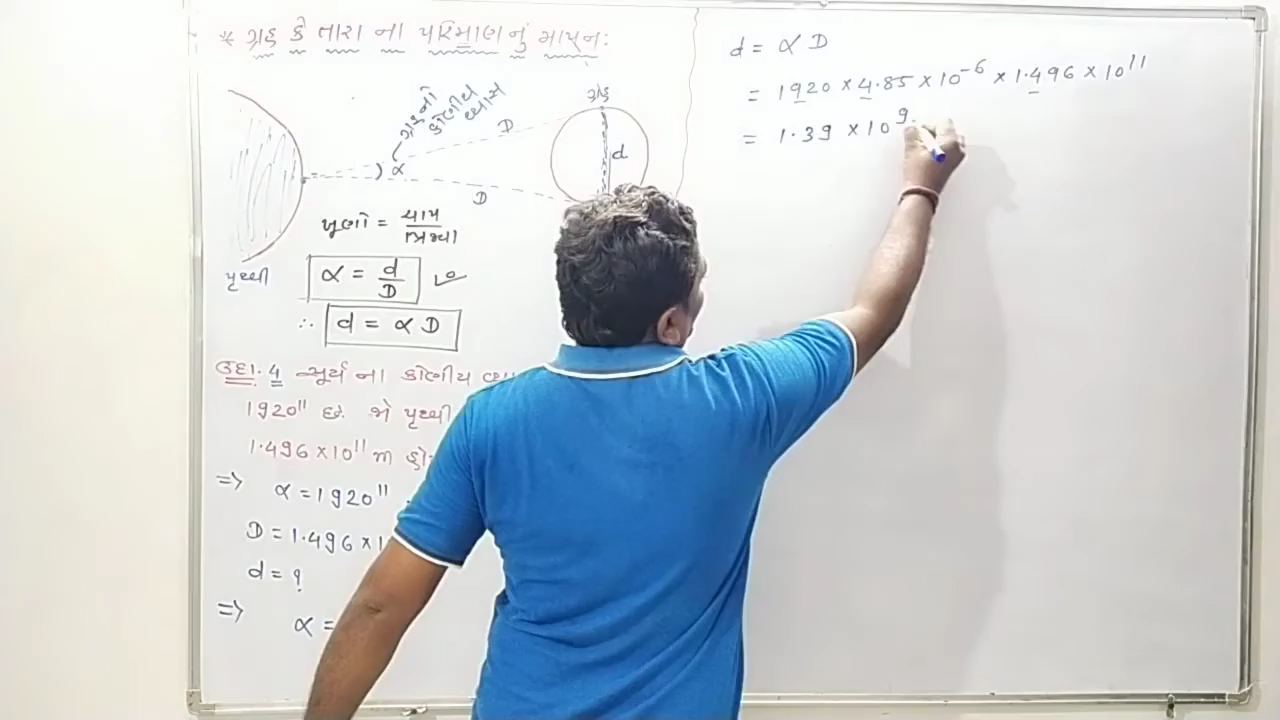 * ગ્રહ કે તારા ના પરિમાણ નું માપન:
ગ્રહનો
કોણીય
વ્યાસ
ગ્રહ
D
α
d
D
પૃથ્વી
ખૂણો = ચાપ / ત્રિજ્યા
α = d / D
∴ d = α D
ઉદા. 4 સૂર્ય ના કોણીય વ્યા
1920" છે. જો પૃથ્વી
1.496 × 10¹¹ m
=> α = 1920"
D = 1.496 × 1
d = ?
=> α =
d = α D
= 1920 × 4.85 × 10⁻⁶ × 1.496 × 10¹¹
= 1.39 × 10⁹